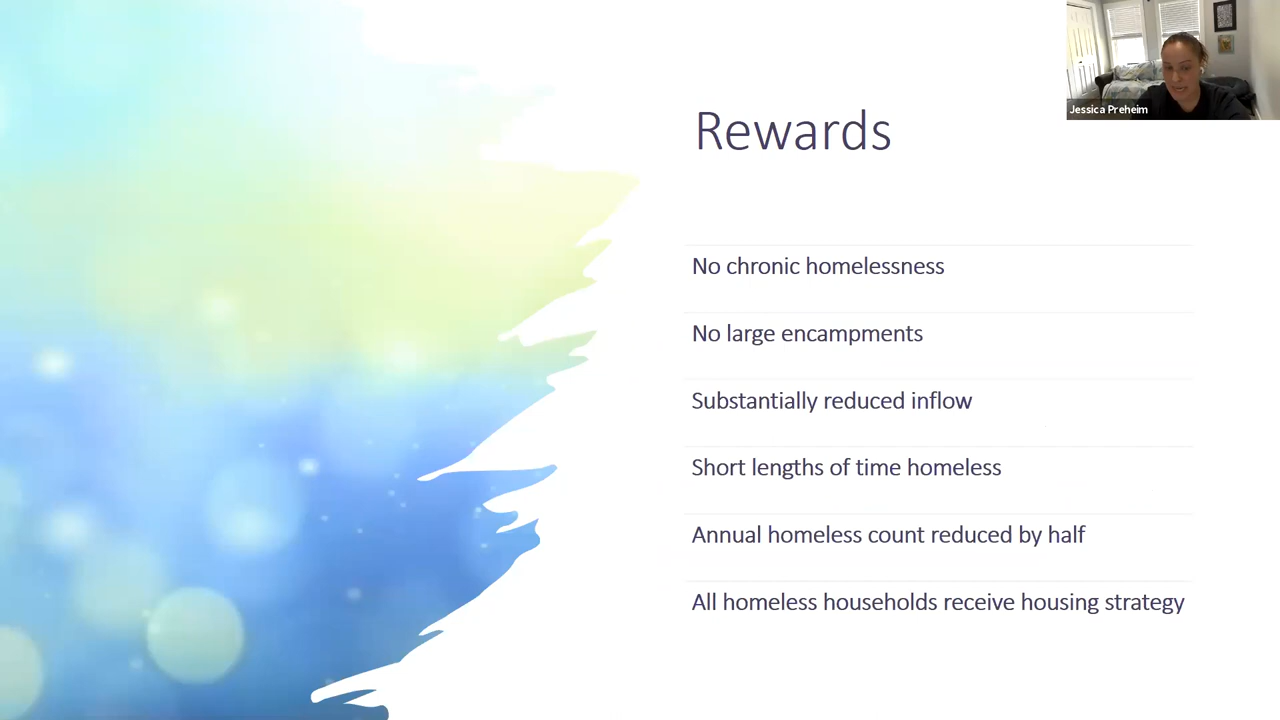 Jessica Preheim
Rewards
No chronic homelessness
No large encampments
Substantially reduced inflow
Short lengths of time homeless
Annual homeless count reduced by half
All homeless households receive housing strategy